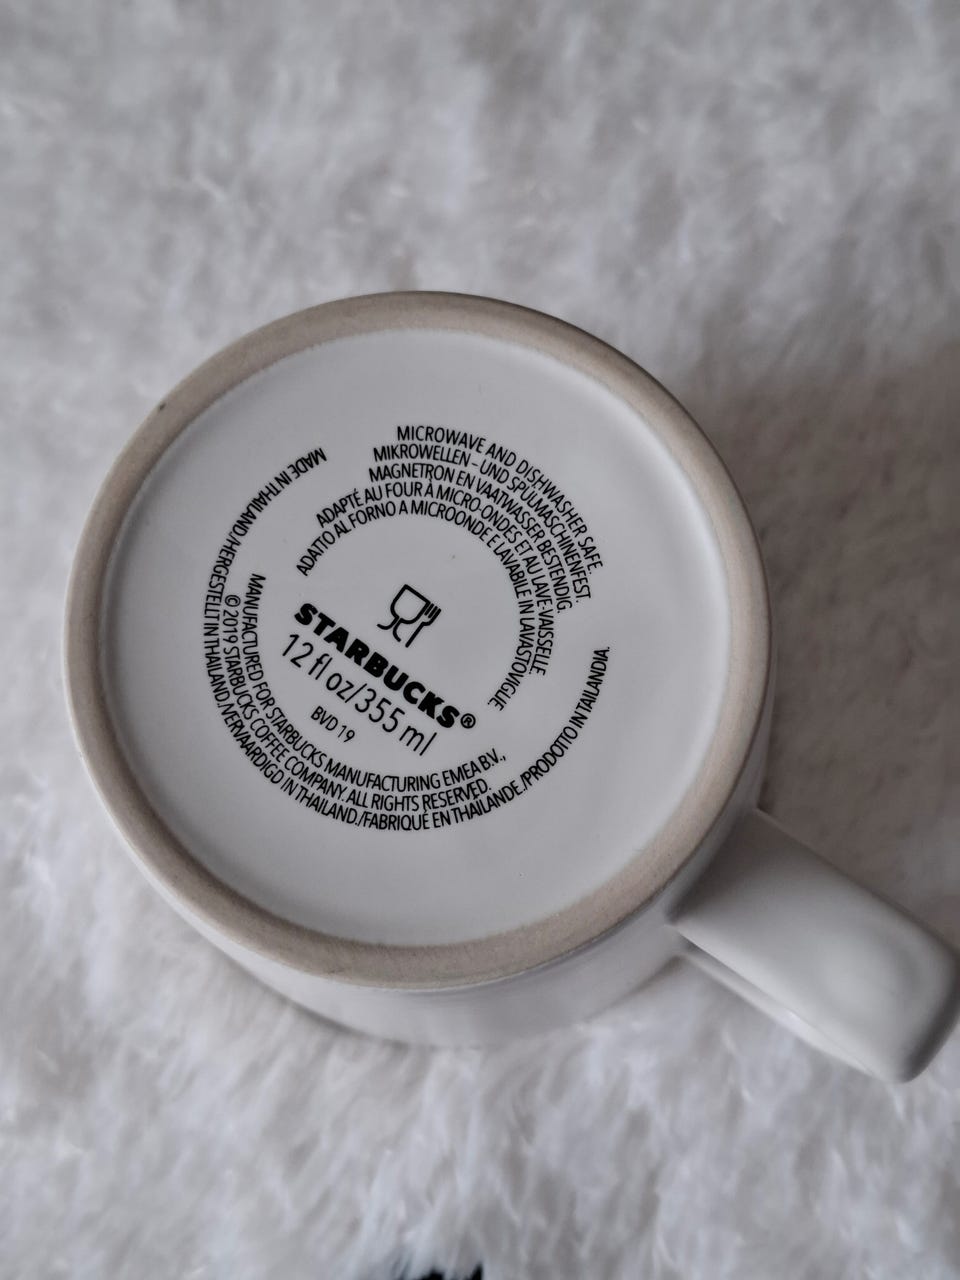 MICROWAVE AND DISHWASHER SAFE.
MIKROWELLEN – UND SPÜLMASCHINENFEST.
MAGNETRON EN VAATWASSER BESTENDIG.
ADAPTÉ AU FOUR À MICRO-ONDES ET AU LAVE-VAISSELLE
ADAITO AL FORNO A MICROONDE E LAVABILE IN LAVASTOVIGLIE.
STARBUCKS®
12 fl oz/355 ml
BVD 19
MANUFACTURED FOR STARBUCKS MANUFACTURING EMEA B.V.,
© 2019 STARBUCKS COFFEE COMPANY. ALL RIGHTS RESERVED.
MADE IN THAILAND./HERGESTELLT IN THAILAND./VERVAARDIGD IN THAILAND./FABRIQUÉ EN THAÏLANDE./PRODOTTO IN TAILANDIA.